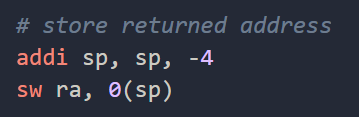 # store returned address
addi sp, sp, -4
sw ra, 0(sp)